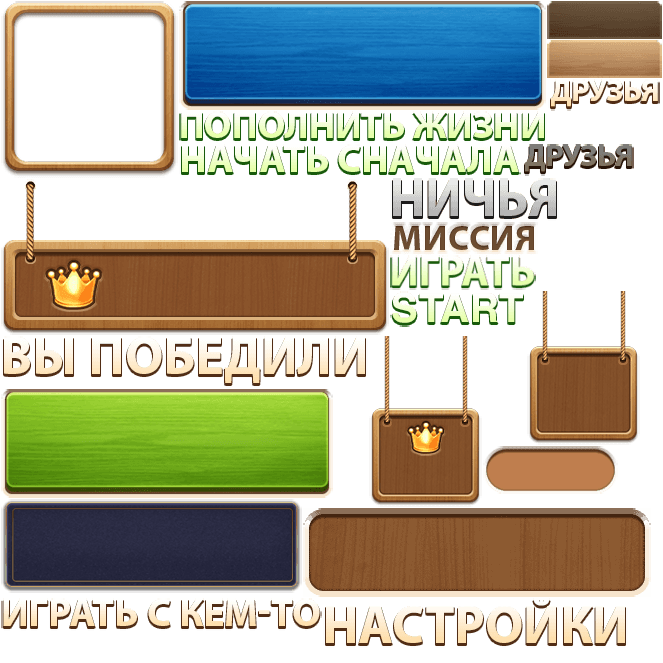 ДРУЗЬЯ
ПОПОЛНИТЬ ЖИЗНИ
НАЧАТЬ СНАЧАЛА
ДРУЗЬЯ
НИЧЬЯ
МИССИЯ
ИГРАТЬ
START
ВЫ ПОБЕДИЛИ
ИГРАТЬ С КЕМ-ТО
НАСТРОЙКИ